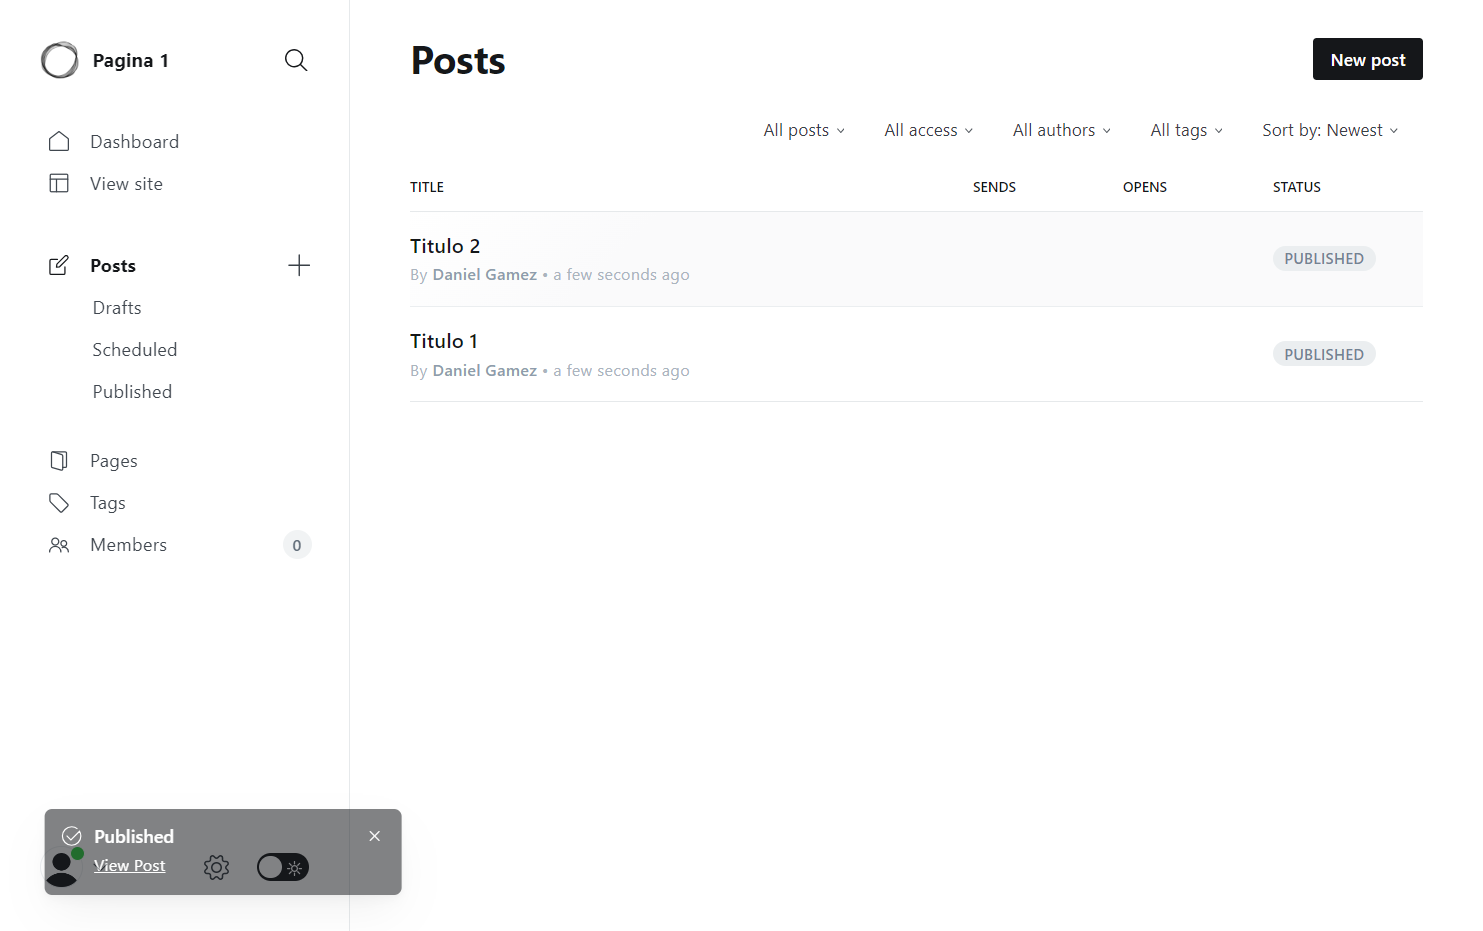 Pagina 1
Dashboard
View site
Posts
Drafts
Scheduled
Published
Pages
Tags
Members 0
Published
View Post
Posts
New post
All posts All access All authors All tags Sort by: Newest
TITLE SENDS OPENS STATUS
Titulo 2
By Daniel Gamez • a few seconds ago
PUBLISHED
Titulo 1
By Daniel Gamez • a few seconds ago
PUBLISHED